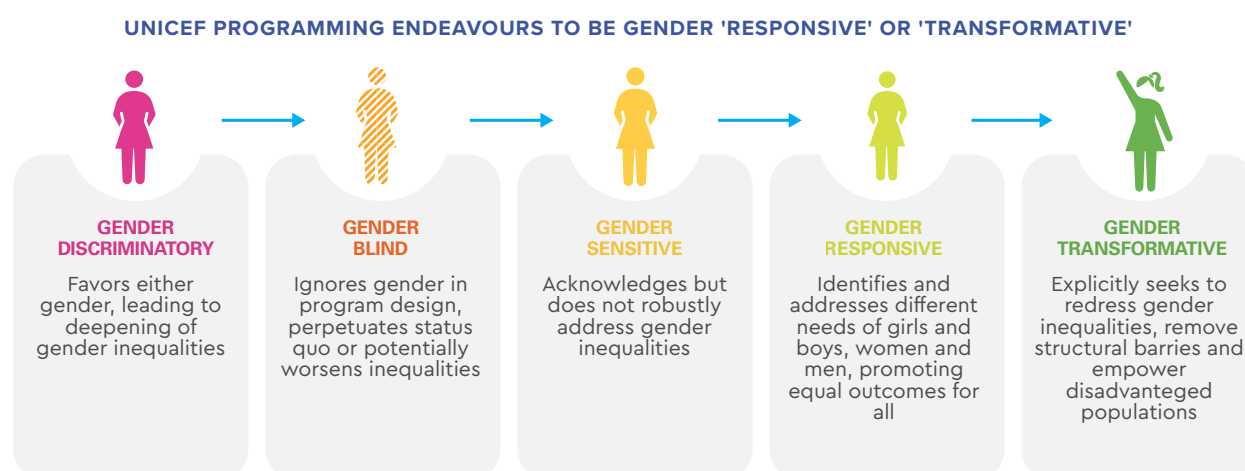 UNICEF PROGRAMMING ENDEAVOURS TO BE GENDER 'RESPONSIVE' OR 'TRANSFORMATIVE'
GENDER
DISCRIMINATORY
Favors either
gender, leading to
deepening of
gender inequalities
GENDER
BLIND
Ignores gender in
program design,
perpetuates status
quo or potentially
worsens inequalities
GENDER
SENSITIVE
Acknowledges but
does not robustly
address gender
inequalities
GENDER
RESPONSIVE
Identifies and
addresses different
needs of girls and
boys, women and
men, promoting
equal outcomes for
all
GENDER
TRANSFORMATIVE
Explicitly seeks to
redress gender
inequalities, remove
structural barries and
empower
disadvanteged
populations